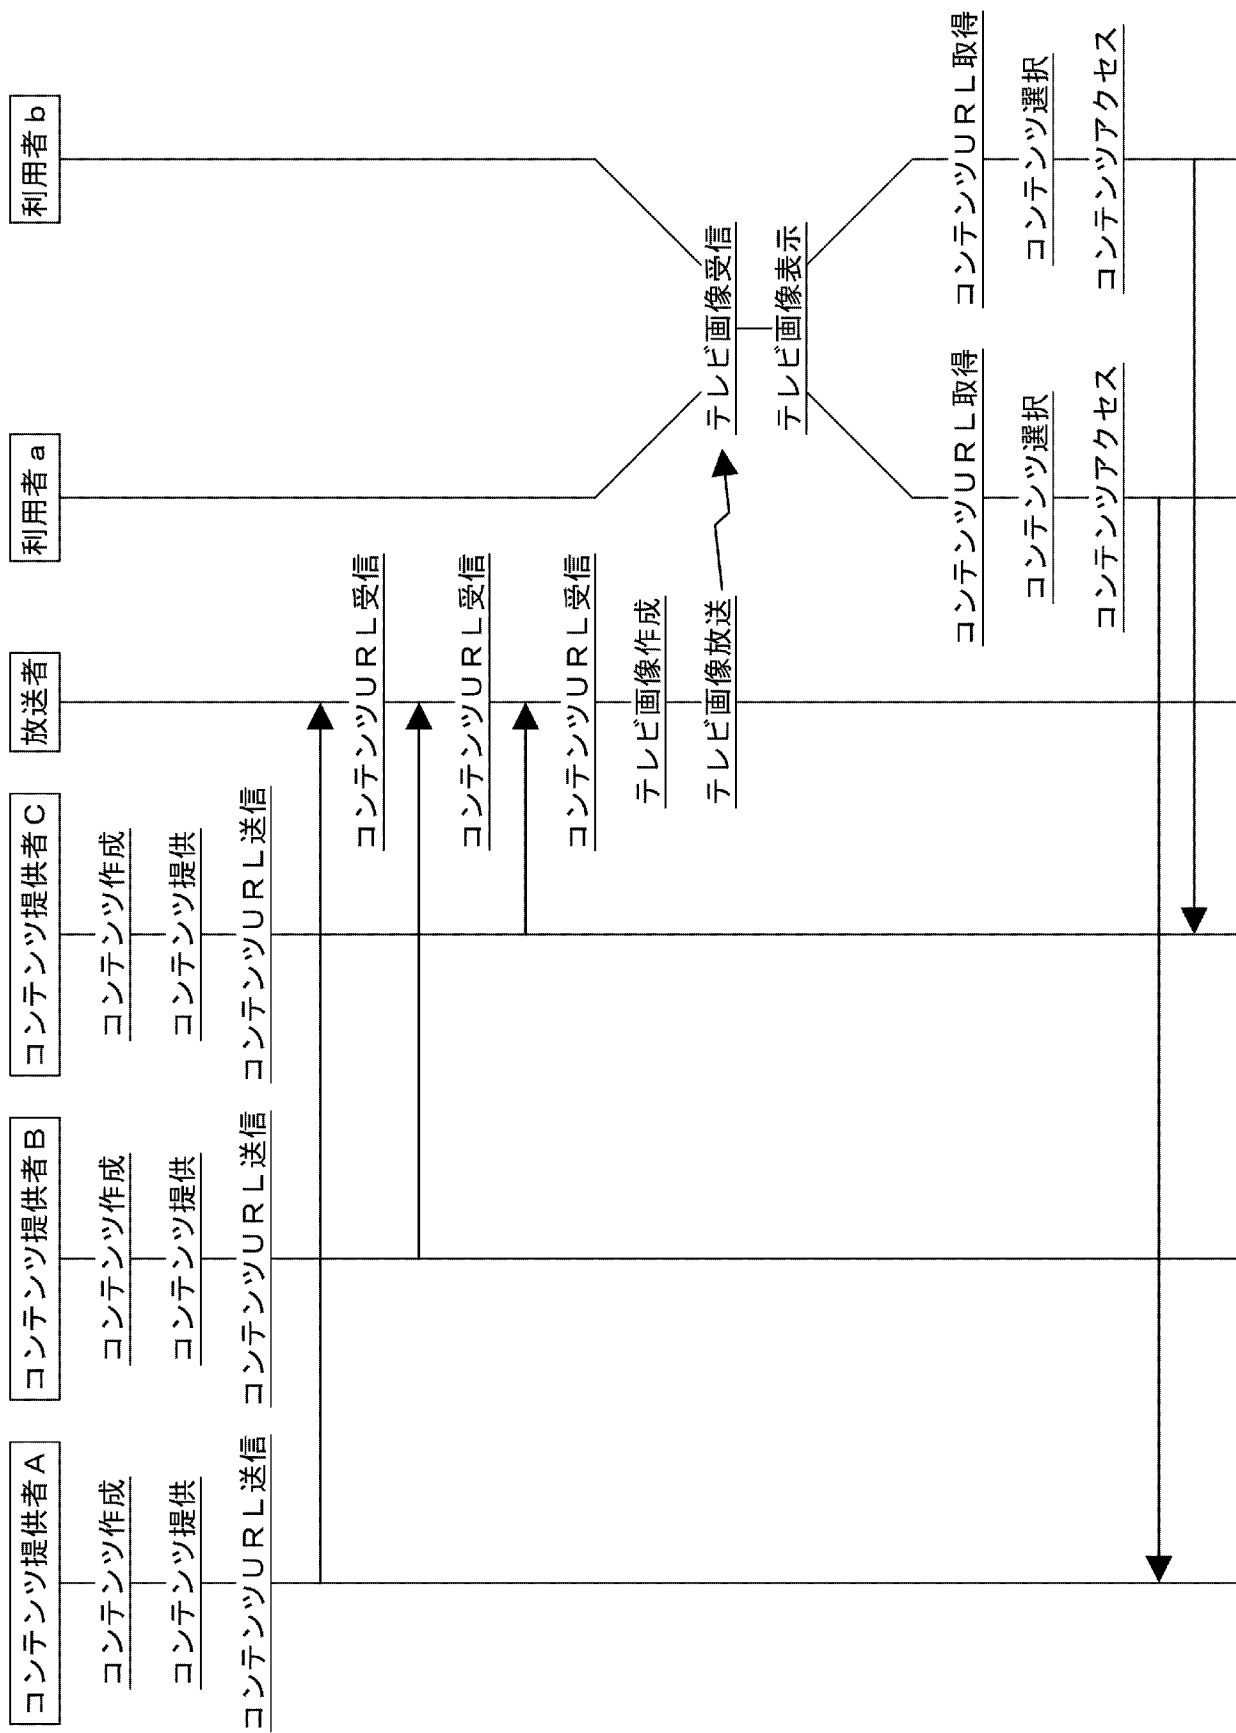 コンテンツ提供者A
コンテンツ提供者B
コンテンツ提供者C
放送者
利用者a
利用者b
コンテンツ作成
コンテンツ作成
コンテンツ作成
コンテンツ提供
コンテンツ提供
コンテンツ提供
コンテンツURL送信
コンテンツURL送信
コンテンツURL送信
コンテンツURL受信
コンテンツURL受信
コンテンツURL受信
テレビ画像作成
テレビ画像放送
テレビ画像受信
テレビ画像表示
コンテンツURL取得
コンテンツURL取得
コンテンツ選択
コンテンツ選択
コンテンツアクセス
コンテンツアクセス